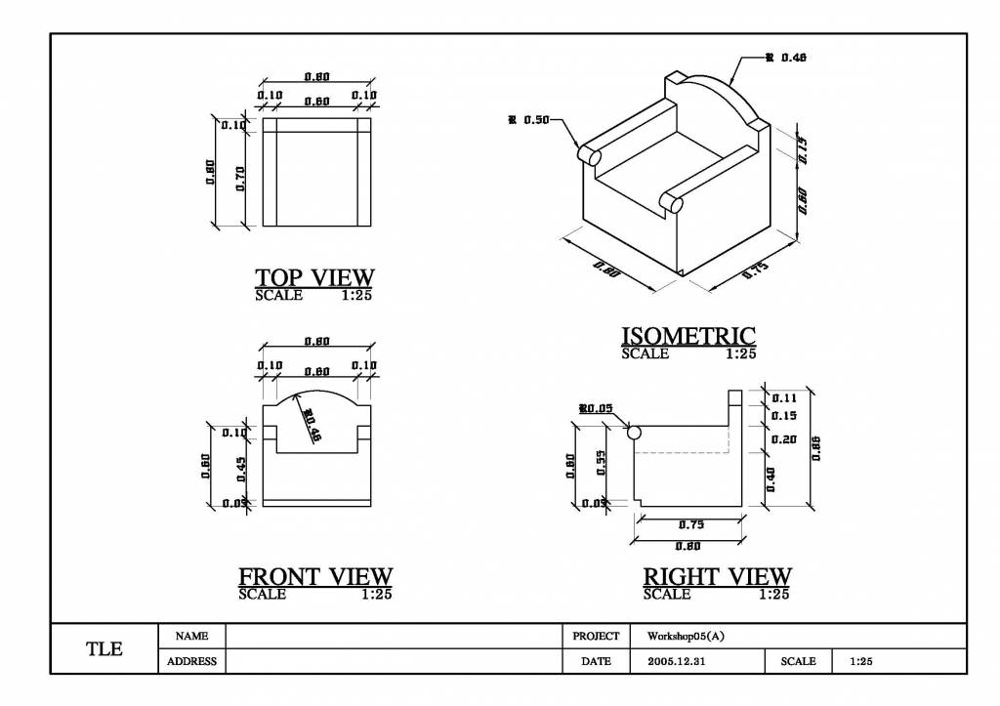 0.80
0.10 0.60 0.10
0.10
0.80
0.70
TOP VIEW
SCALE 1:25
R 0.46
R 0.50
0.15
0.60
0.80
0.75
ISOMETRIC
SCALE 1:25
0.80
0.10 0.60 0.10
R0.46
0.10
0.60
0.45
0.05
FRONT VIEW
SCALE 1:25
R0.05
0.11
0.15
0.20
0.86
0.60
0.55
0.40
0.05
0.75
0.80
RIGHT VIEW
SCALE 1:25
TLE
NAME
PROJECT Workshop05(A)
ADDRESS
DATE 2005.12.31 SCALE 1:25